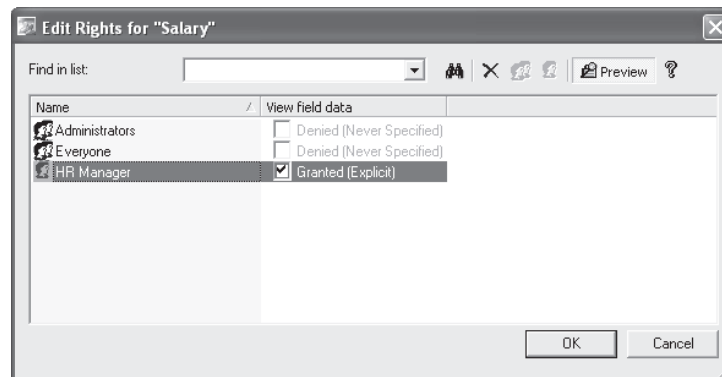 Edit Rights for "Salary"
Find in list:
Preview
Name View field data
Administrators Denied (Never Specified)
Everyone Denied (Never Specified)
HR Manager Granted (Explicit)
OK Cancel